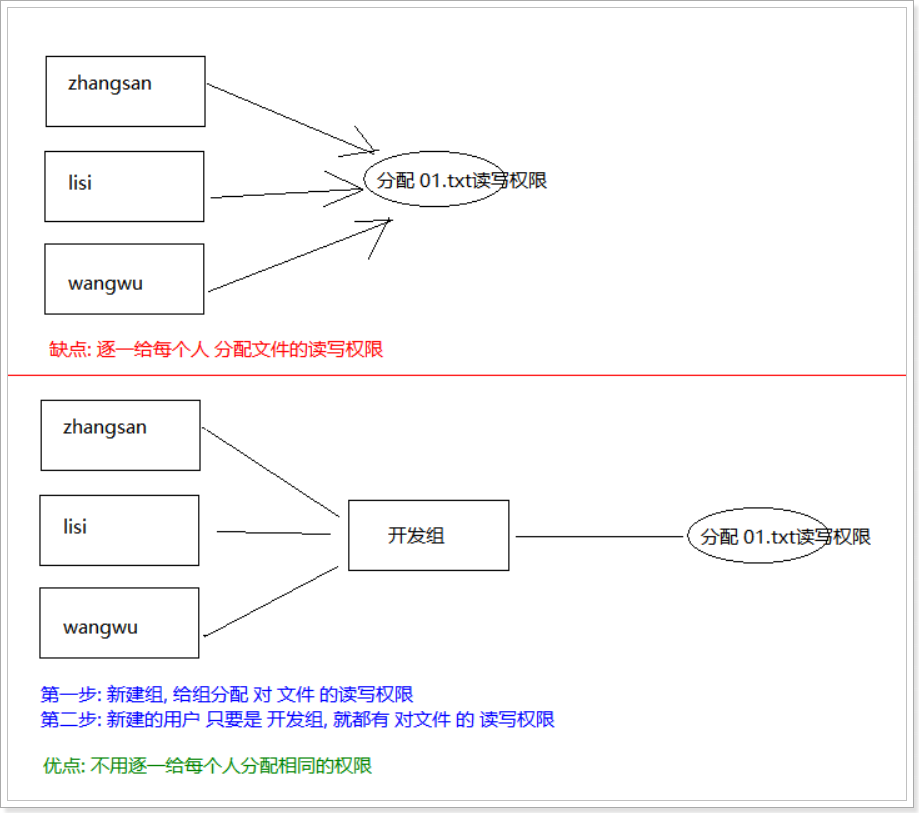 zhangsan
lisi
分配 01.txt读写权限
wangwu
缺点: 逐一给每个人 分配文件的读写权限
zhangsan
lisi
开发组
分配 01.txt读写权限
wangwu
第一步: 新建组, 给组分配 对 文件 的读写权限
第二步: 新建的用户 只要是 开发组, 就都有 对文件 的 读写权限
优点: 不用逐一给每个人分配相同的权限